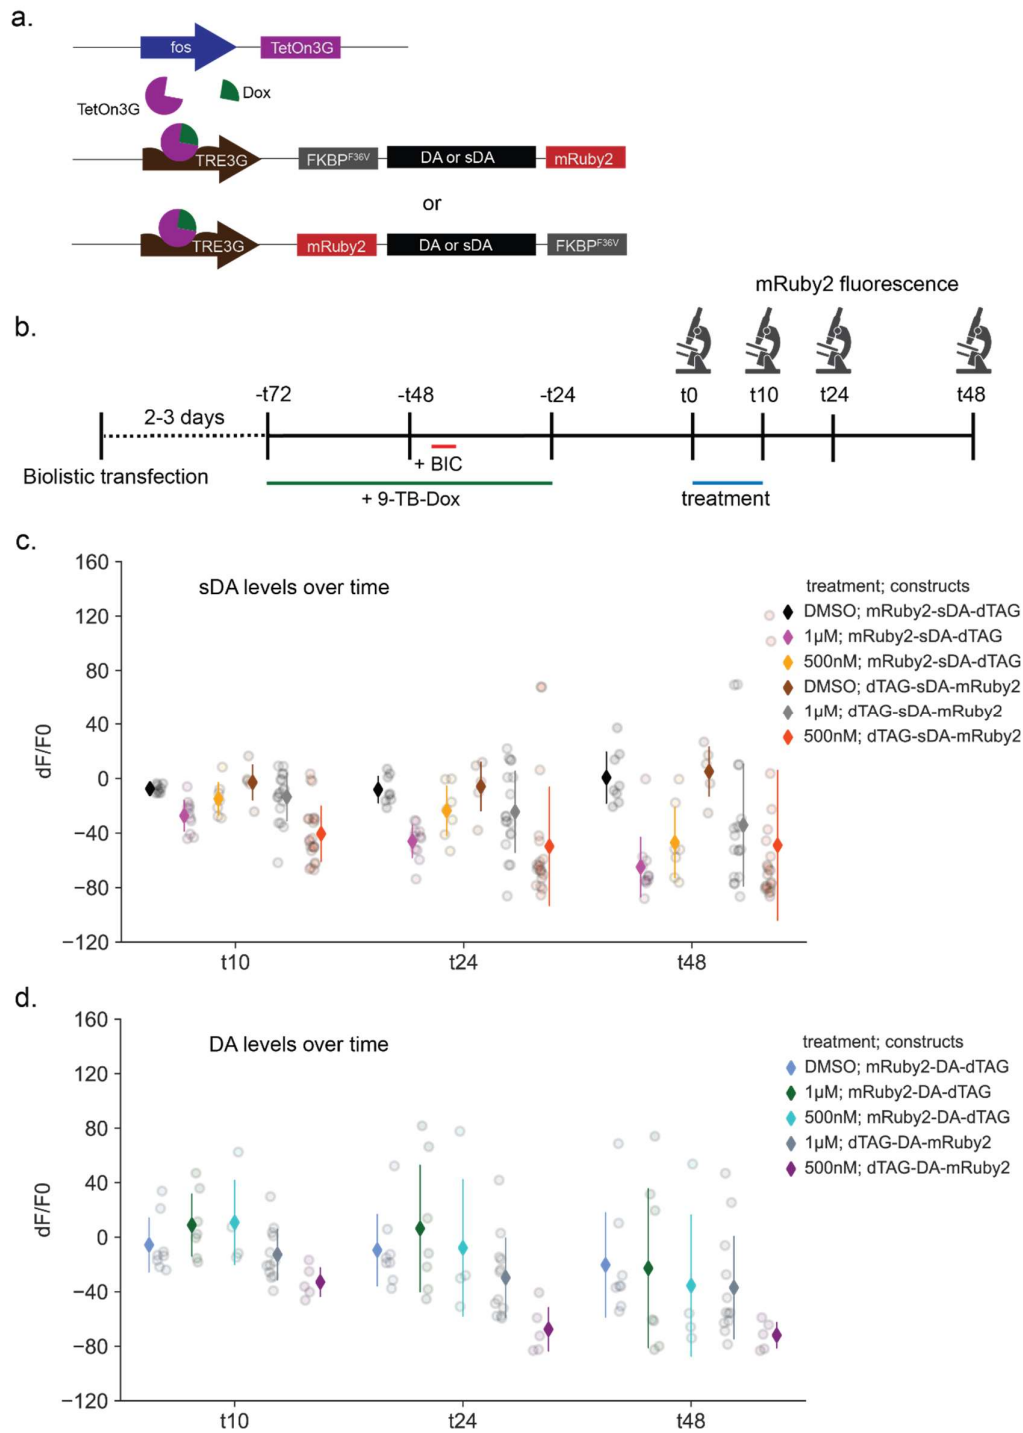 a.
fos TetOn3G
TetOn3G Dox
TRE3G FKBPF36V DA or sDA mRuby2
or
TRE3G mRuby2 DA or sDA FKBPF36V
mRuby2 fluorescence
b.
-t72 -t48 -t24 t0 t10 t24 t48
2-3 days
Biolistic transfection + BIC
+ 9-TB-Dox treatment
c.
160
120
80
40
0
−40
−80
−120
dF/F0
sDA levels over time
treatment; constructs
DMSO; mRuby2-sDA-dTAG
1µM; mRuby2-sDA-dTAG
500nM; mRuby2-sDA-dTAG
DMSO; dTAG-sDA-mRuby2
1µM; dTAG-sDA-mRuby2
500nM; dTAG-sDA-mRuby2
t10 t24 t48
d.
160
120
80
40
0
−40
−80
−120
dF/F0
DA levels over time
treatment; constructs
DMSO; mRuby2-DA-dTAG
1µM; mRuby2-DA-dTAG
500nM; mRuby2-DA-dTAG
1µM; dTAG-DA-mRuby2
500nM; dTAG-DA-mRuby2
t10 t24 t48